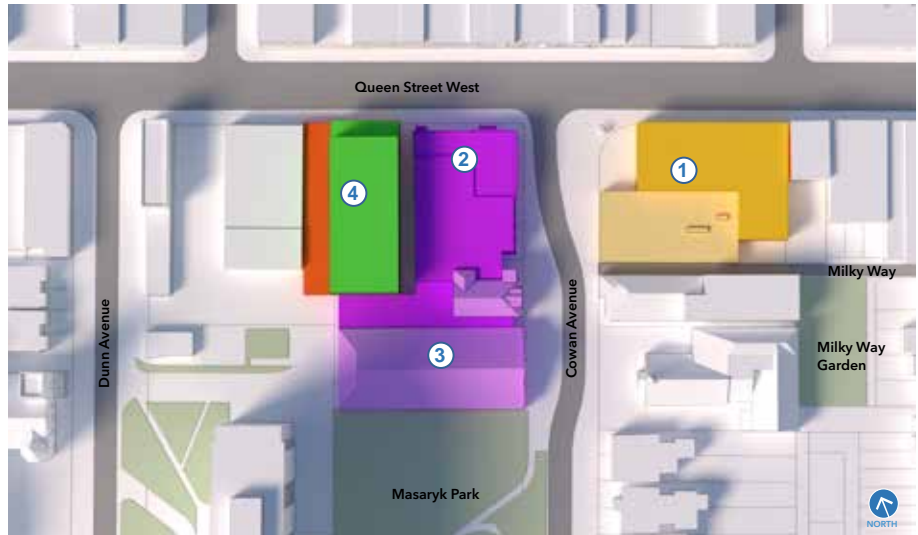 Queen Street West
2
1
4
Milky Way
Dunn Avenue
Cowan Avenue
3
Milky Way
Garden
Masaryk Park
NORTH